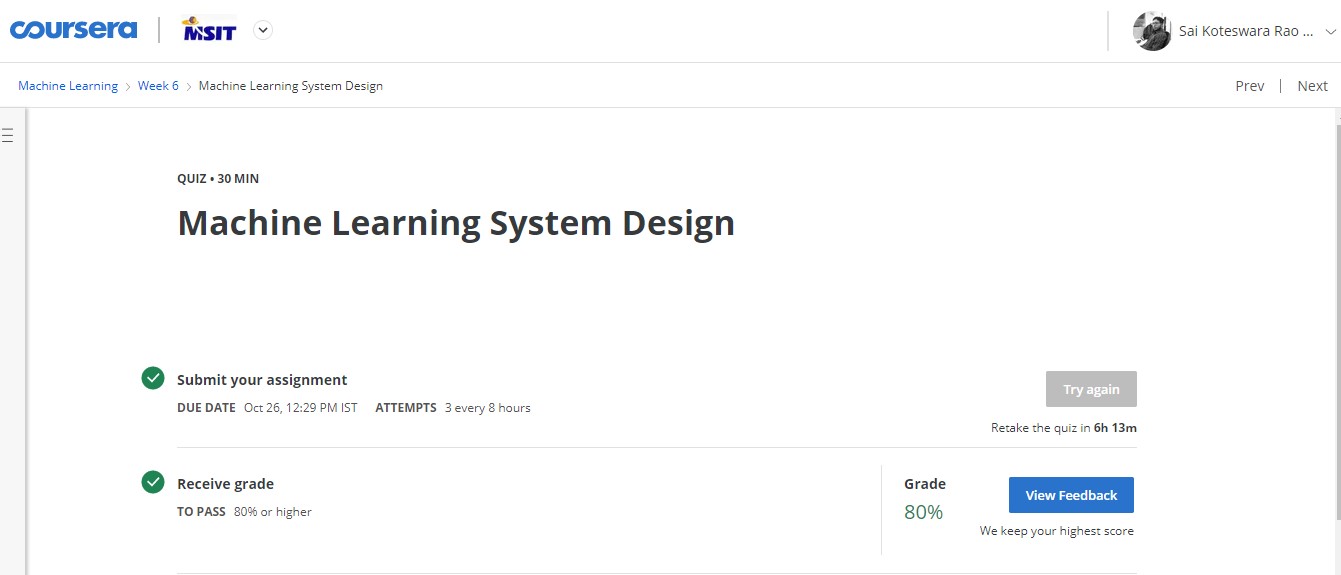 coursera MSIT Sai Koteswara Rao ...
Machine Learning > Week 6 > Machine Learning System Design Prev | Next
QUIZ • 30 MIN
Machine Learning System Design
Submit your assignment
DUE DATE Oct 26, 12:29 PM IST ATTEMPTS 3 every 8 hours
Try again
Retake the quiz in 6h 13m
Receive grade
TO PASS 80% or higher
Grade
80%
View Feedback
We keep your highest score